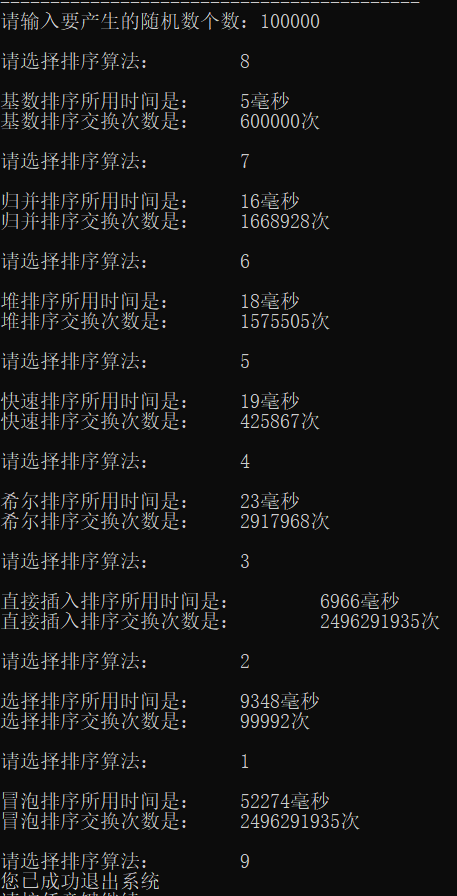 请输入要产生的随机数个数：100000
请选择排序算法： 8
基数排序所用时间是： 5毫秒
基数排序交换次数是： 600000次
请选择排序算法： 7
归并排序所用时间是： 16毫秒
归并排序交换次数是： 1668928次
请选择排序算法： 6
堆排序所用时间是： 18毫秒
堆排序交换次数是： 1575505次
请选择排序算法： 5
快速排序所用时间是： 19毫秒
快速排序交换次数是： 425867次
请选择排序算法： 4
希尔排序所用时间是： 23毫秒
希尔排序交换次数是： 2917968次
请选择排序算法： 3
直接插入排序所用时间是： 6966毫秒
直接插入排序交换次数是： 2496291935次
请选择排序算法： 2
选择排序所用时间是： 9348毫秒
选择排序交换次数是： 99992次
请选择排序算法： 1
冒泡排序所用时间是： 52274毫秒
冒泡排序交换次数是： 2496291935次
请选择排序算法： 9
您已成功退出系统